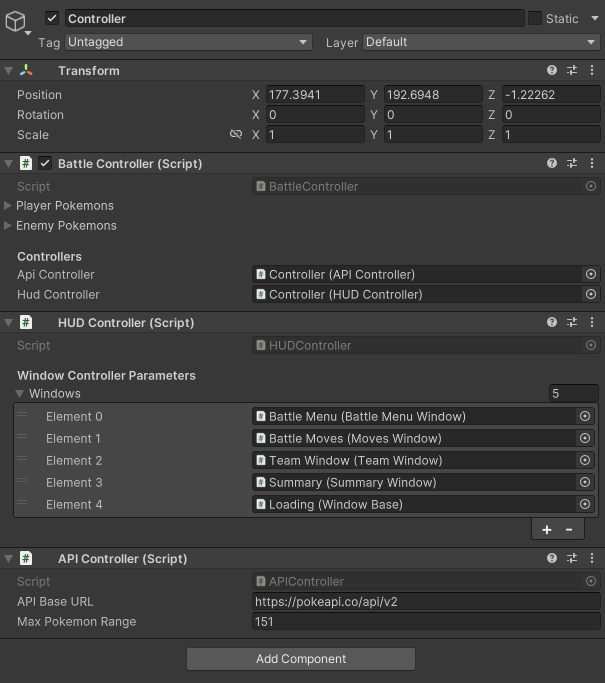 Controller Static
Tag Untagged Layer Default
Transform
Position X 177.3941 Y 192.6948 Z -1.22262
Rotation X 0 Y 0 Z 0
Scale X 1 Y 1 Z 1
# Battle Controller (Script)
Script # BattleController
Player Pokemons
Enemy Pokemons
Controllers
Api Controller # Controller (API Controller)
Hud Controller # Controller (HUD Controller)
# HUD Controller (Script)
Script # HUDController
Window Controller Parameters
Windows 5
Element 0 # Battle Menu (Battle Menu Window)
Element 1 # Battle Moves (Moves Window)
Element 2 # Team Window (Team Window)
Element 3 # Summary (Summary Window)
Element 4 # Loading (Window Base)
+ -
# API Controller (Script)
Script # APIController
API Base URL https://pokeapi.co/api/v2
Max Pokemon Range 151
Add Component